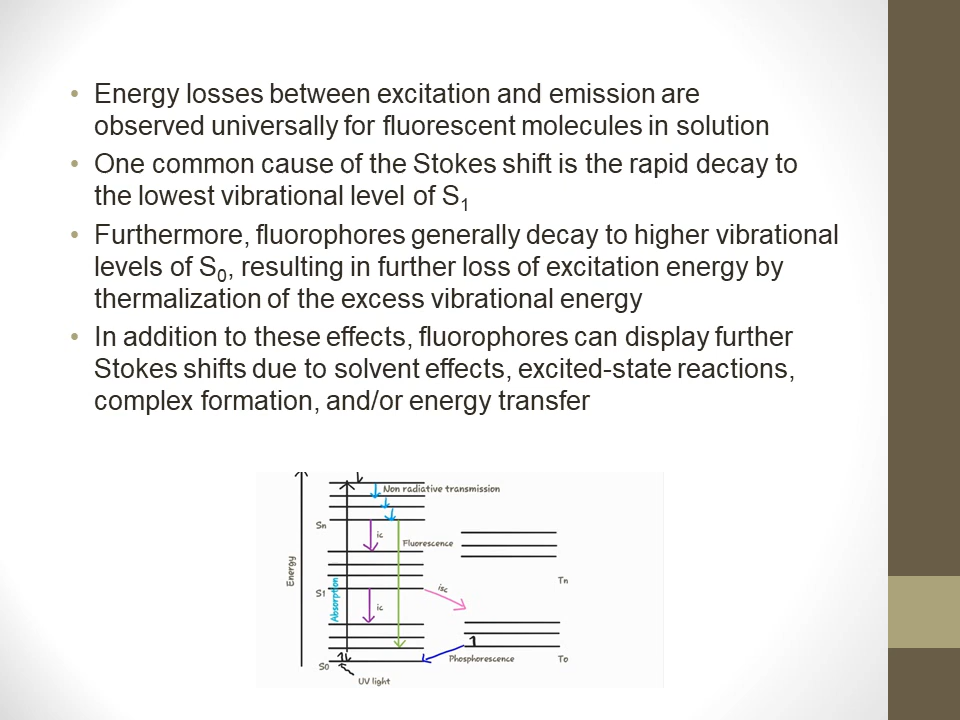 • Energy losses between excitation and emission are
observed universally for fluorescent molecules in solution
• One common cause of the Stokes shift is the rapid decay to
the lowest vibrational level of S1
• Furthermore, fluorophores generally decay to higher vibrational
levels of S0, resulting in further loss of excitation energy by
thermalization of the excess vibrational energy
• In addition to these effects, fluorophores can display further
Stokes shifts due to solvent effects, excited-state reactions,
complex formation, and/or energy transfer
Non radiative transmission
Sn
ic
Fluorescence
Energy
Tn
Absorption
S1
isc
ic
S0
Phosphorescence
To
UV light